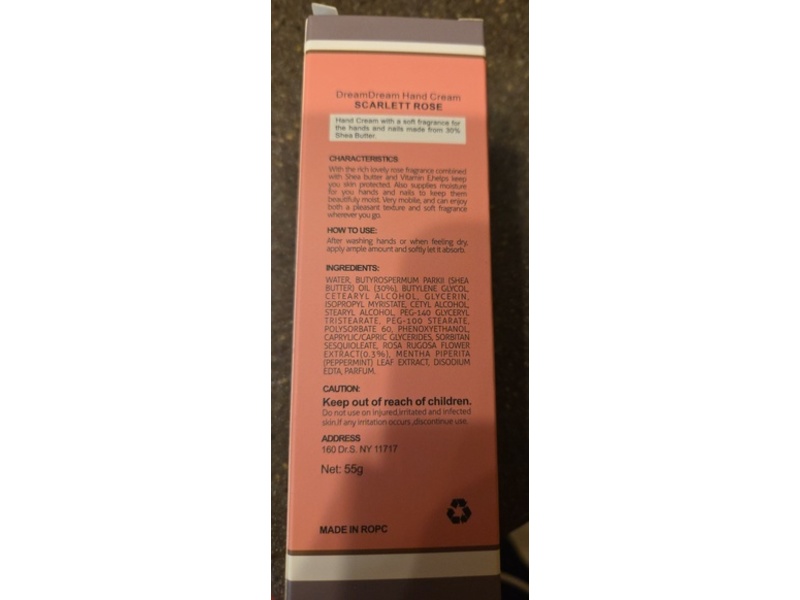 DreamDream Hand Cream
SCARLETT ROSE
Hand Cream with a soft fragrance for
the hands and nails made from 30%
Shea Butter.
CHARACTERISTICS
With the rich lovely rose fragrance combined
with Shea butter and Vitamin E,helps keep
you skin protected. Also supplies moisture
for you hands and nails to keep them
beautifully moist. Very mobile, and can enjoy
both a pleasant texture and soft fragrance
wherever you go.
HOW TO USE:
After washing hands or when feeling dry,
apply ample amount and softly let it absorb.
INGREDIENTS:
WATER, BUTYROSPERMUM PARKII (SHEA
BUTTER) OIL (30%), BUTYLENE GLYCOL,
CETEARYL ALCOHOL, GLYCERIN,
ISOPROPYL MYRISTATE, CETYL ALCOHOL,
STEARYL ALCOHOL, PEG-140 GLYCERYL
TRISTEARATE, PEG-100 STEARATE,
POLYSORBATE 60, PHENOXYETHANOL,
CAPRYLIC/CAPRIC GLYCERIDES, SORBITAN
SESQUIOLEATE, ROSA RUGOSA FLOWER
EXTRACT(0.3%), MENTHA PIPERITA
(PEPPERMINT) LEAF EXTRACT, DISODIUM
EDTA, PARFUM.
CAUTION:
Keep out of reach of children.
Do not use on injured,irritated and infected
skin.If any irritation occurs ,discontinue use.
ADDRESS
160 Dr.S. NY 11717
Net: 55g
MADE IN ROPC